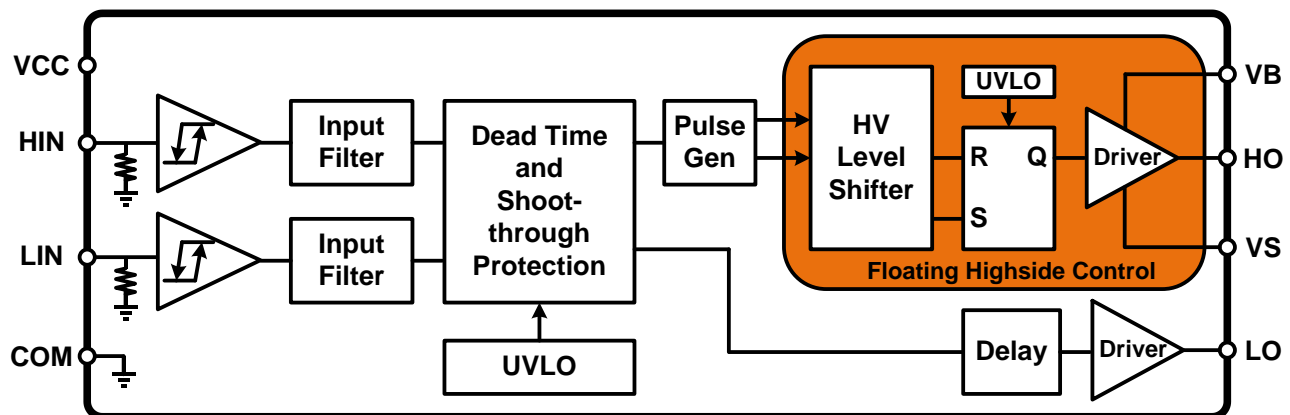 VCC
HIN
LIN
COM
Input
Filter
Input
Filter
Dead Time
and
Shoot-
through
Protection
UVLO
Pulse
Gen
HV
Level
Shifter
UVLO
R
Q
S
Driver
Floating Highside Control
Delay
Driver
VB
HO
VS
LO